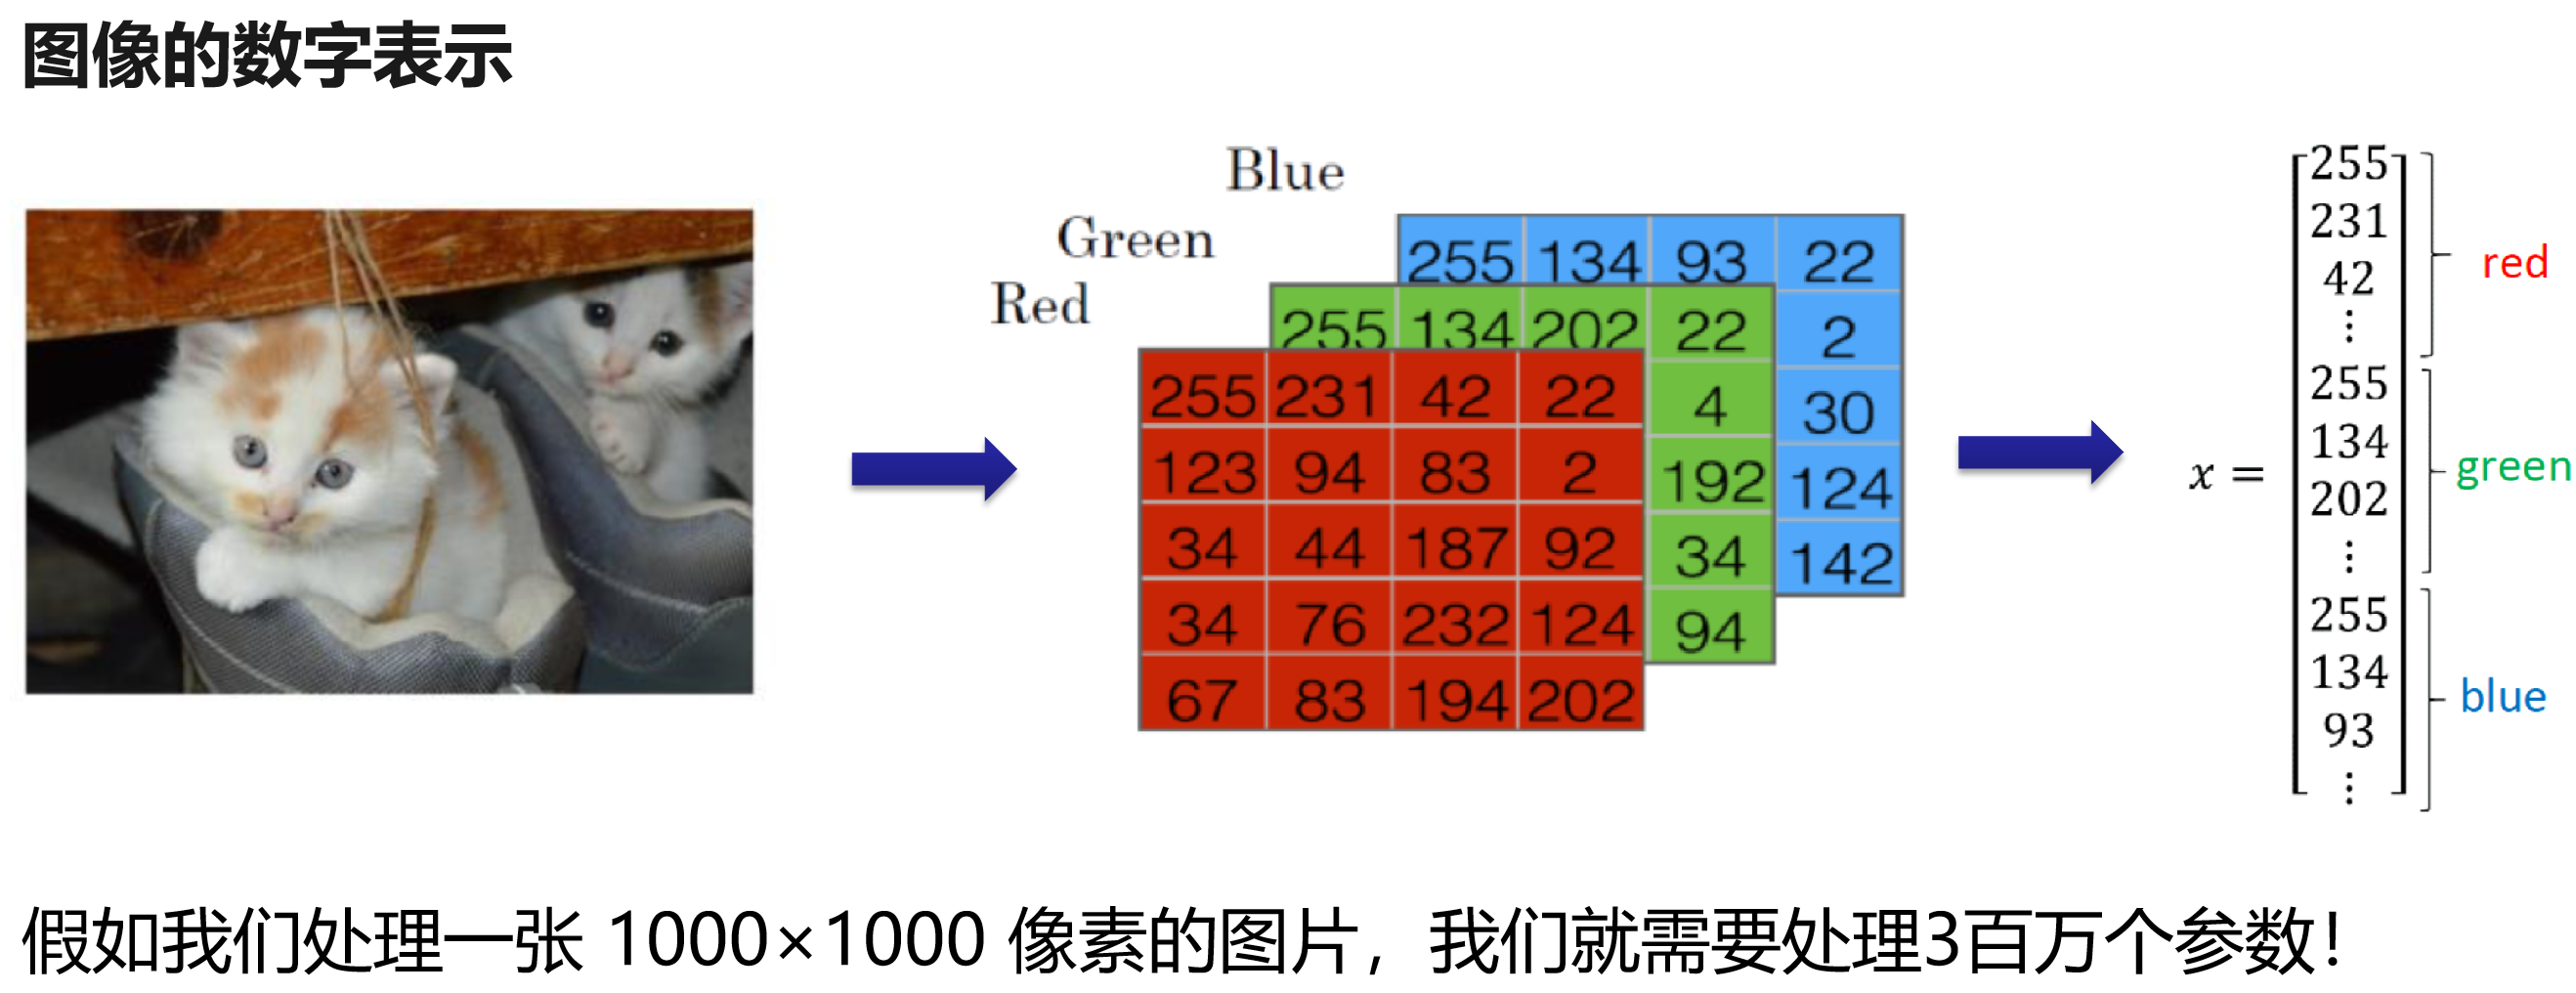 图像的数字表示
Blue
Green
Red
255 134 93 22
2
30
124
142
255 134 202 22
4
192
34
94
255 231 42 22
123 94 83 2
34 44 187 92
34 76 232 124
67 83 194 202
x =
255
231
42
⋮
255
134
202
⋮
255
134
93
⋮
red
green
blue
假如我们处理一张 1000×1000 像素的图片，我们就需要处理3百万个参数！